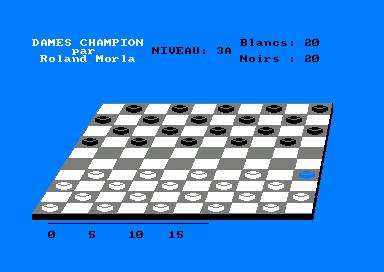 DAMES CHAMPION
par
Roland Morla
NIVEAU: 3A
Blancs: 20
Noirs : 20
0 5 10 15